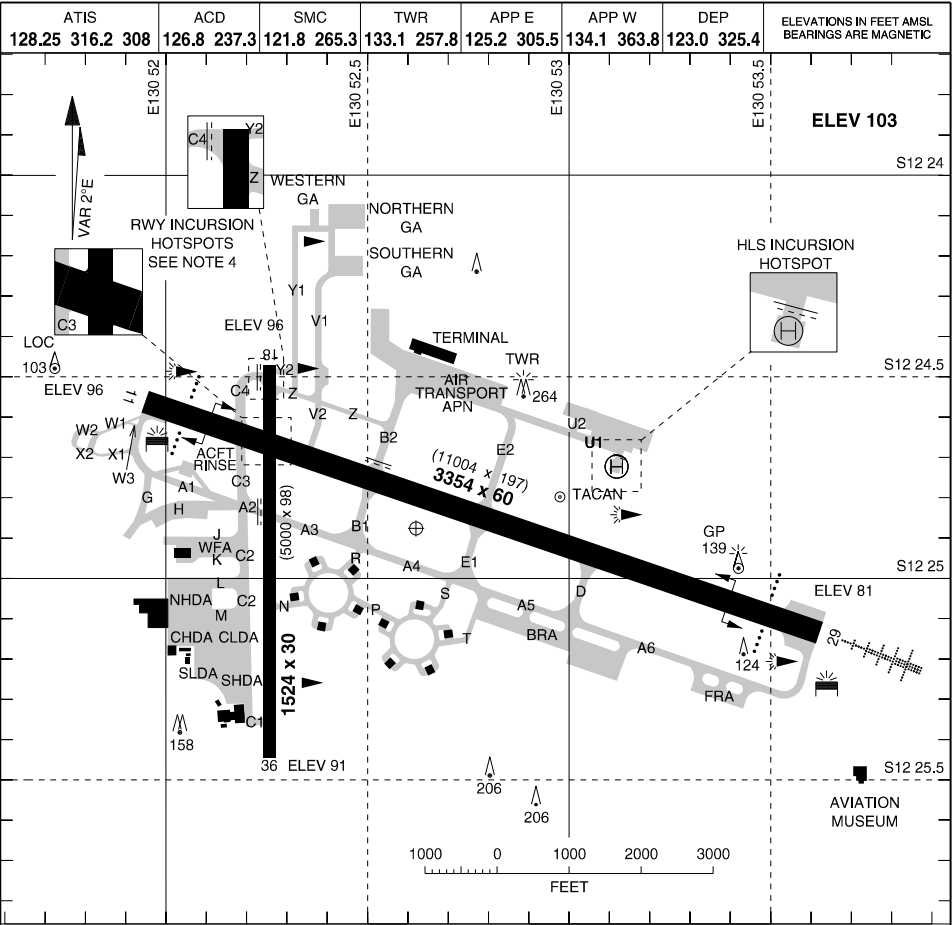 ATIS
128.25 316.2 308
ACD
126.8 237.3
SMC
121.8 265.3
TWR
133.1 257.8
APP E
125.2 305.5
APP W
134.1 363.8
DEP
123.0 325.4
ELEVATIONS IN FEET AMSL
BEARINGS ARE MAGNETIC
E130 52
E130 52.5
E130 53
E130 53.5
ELEV 103
S12 24
VAR 2°E
C4
Y2
Z
WESTERN
GA
NORTHERN
GA
SOUTHERN
GA
RWY INCURSION
HOTSPOTS
SEE NOTE 4
HLS INCURSION
HOTSPOT
H
C3
Y1
V1
ELEV 96
TERMINAL
LOC
103
18
Y2
TWR
264
S12 24.5
ELEV 96
11
C4
Z
AIR
TRANSPORT
APN
V2
Z
U2
W2
W1
X2
X1
W3
ACFT
RINSE
B2
E2
U1
H
(11004 x 197)
3354 x 60
TACAN
A1
C3
G
H
A2
(5000 x 98)
A3
B1
GP
139
J
WFA
K
C2
R
A4
E1
S12 25
L
C2
NHDA
M
N
P
S
A5
D
ELEV 81
CHDA
CLDA
T
BRA
A6
29
SLDA
SHDA
1524 x 30
124
FRA
C1
158
36
ELEV 91
S12 25.5
206
206
AVIATION
MUSEUM
1000
0
1000
2000
3000
FEET